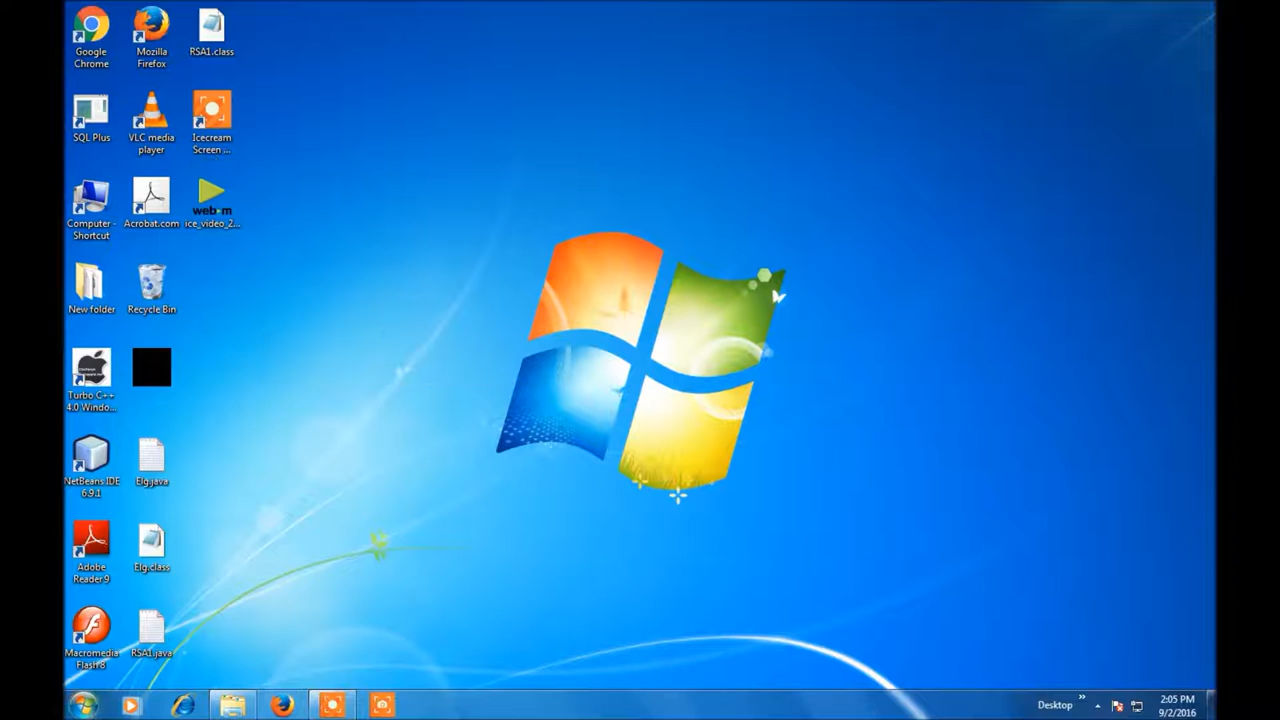 Google
Chrome
Mozilla
Firefox
RSA1.class
SQL Plus
VLC media
player
Icecream
Screen ...
Computer -
Shortcut
Acrobat.com
web·m
ice_video_2...
New folder
Recycle Bin
Turbo C++
4.0 Windo...
NetBeans IDE
6.9.1
Elg.java
Adobe
Reader 9
Elg.class
Macromedia
Flash 8
RSA1.java
Desktop
»
2:05 PM
9/2/2016